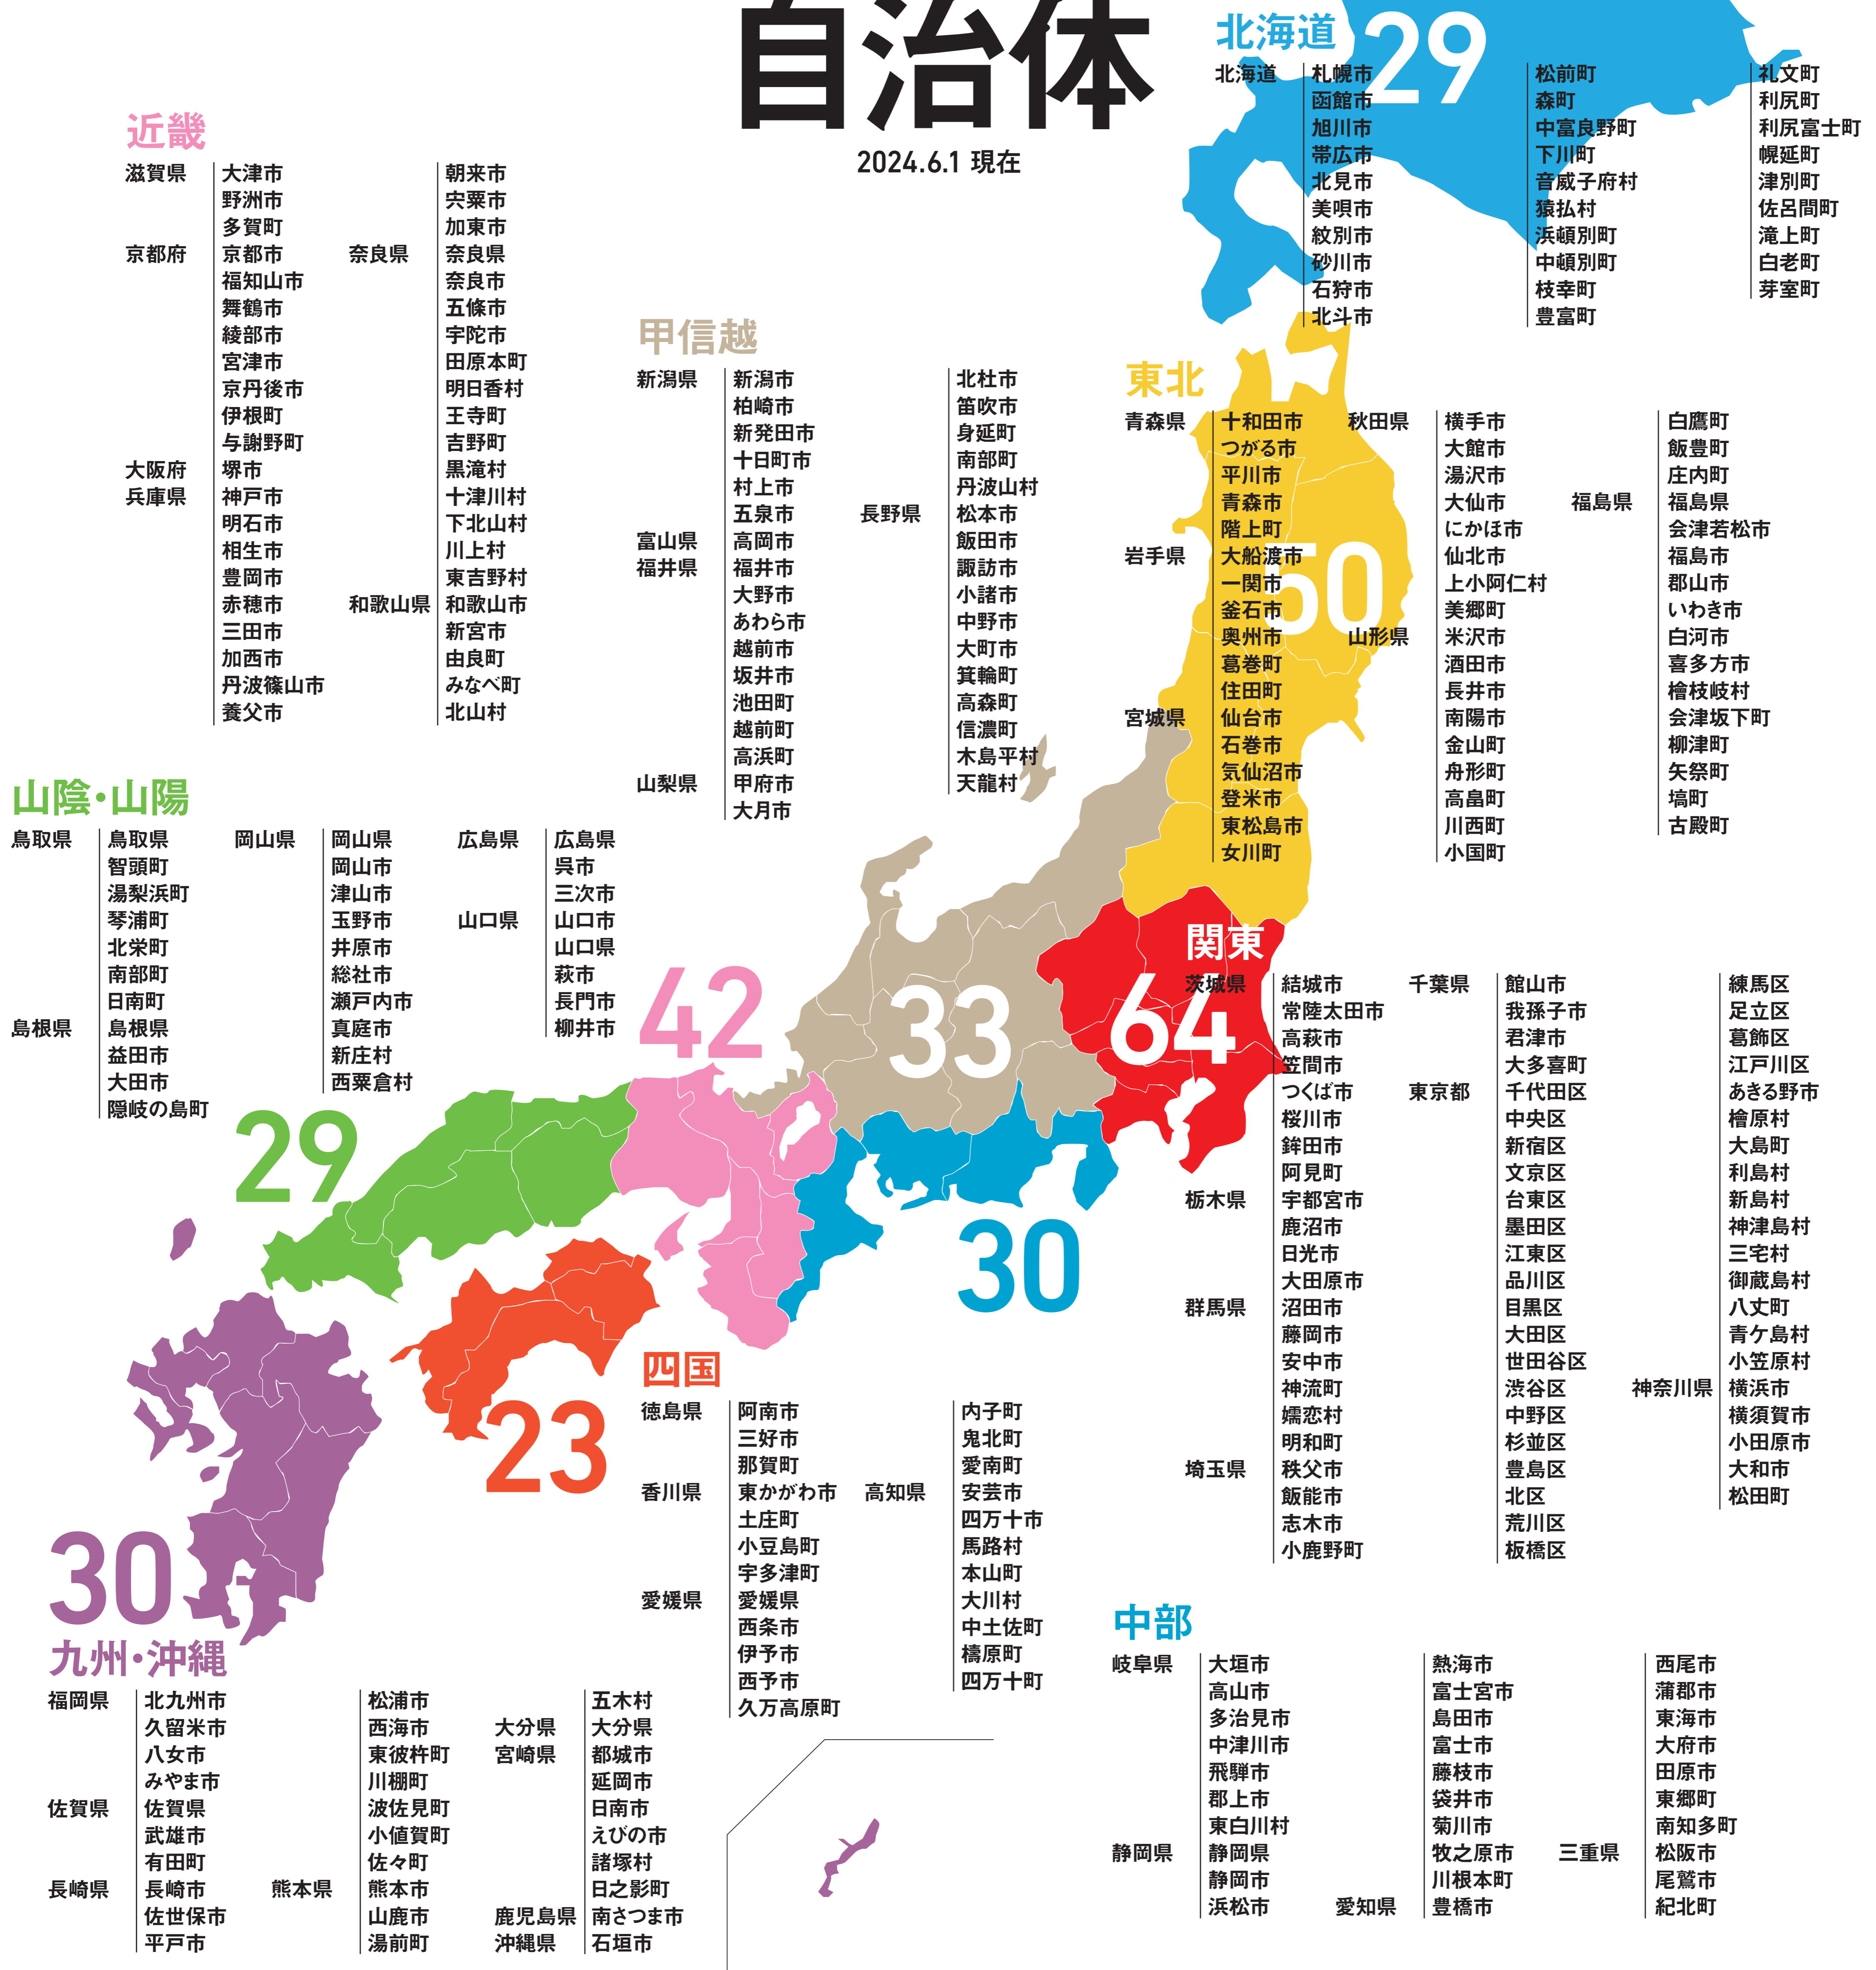 自治体
2024.6.1 現在
北海道
29
北海道
札幌市
函館市
旭川市
帯広市
北見市
美唄市
紋別市
砂川市
石狩市
北斗市
松前町
森町
中富良野町
下川町
音威子府村
猿払村
浜頓別町
中頓別町
枝幸町
豊富町
礼文町
利尻町
利尻富士町
幌延町
津別町
佐呂間町
滝上町
白老町
芽室町
近畿
42
滋賀県
大津市
野洲市
多賀町
京都府
京都市
福知山市
舞鶴市
綾部市
宮津市
京丹後市
伊根町
与謝野町
大阪府
堺市
兵庫県
神戸市
明石市
相生市
豊岡市
赤穂市
三田市
加西市
丹波篠山市
養父市
朝来市
宍粟市
加東市
奈良県
奈良県
奈良市
五條市
宇陀市
田原本町
明日香村
王寺町
吉野町
黒滝村
十津川村
下北山村
川上村
東吉野村
和歌山県
和歌山市
新宮市
由良町
みなべ町
北山村
甲信越
33
新潟県
新潟市
柏崎市
新発田市
十日町市
村上市
五泉市
富山県
高岡市
福井県
福井市
大野市
あわら市
越前市
坂井市
池田町
越前町
高浜町
山梨県
甲府市
大月市
北杜市
笛吹市
身延町
南部町
丹波山村
長野県
松本市
飯田市
諏訪市
小諸市
中野市
大町市
箕輪町
高森町
信濃町
木島平村
天龍村
東北
50
青森県
十和田市
つがる市
平川市
青森市
階上町
岩手県
大船渡市
一関市
釜石市
奥州市
葛巻町
住田町
宮城県
仙台市
石巻市
気仙沼市
登米市
東松島市
女川町
秋田県
横手市
大館市
湯沢市
大仙市
にかほ市
仙北市
上小阿仁村
美郷町
山形県
米沢市
酒田市
長井市
南陽市
金山町
舟形町
高畠町
川西町
小国町
白鷹町
飯豊町
庄内町
福島県
福島県
会津若松市
福島市
郡山市
いわき市
白河市
喜多方市
檜枝岐村
会津坂下町
柳津町
矢祭町
塙町
古殿町
山陰・山陽
29
鳥取県
鳥取県
智頭町
湯梨浜町
琴浦町
北栄町
南部町
日南町
島根県
島根県
益田市
大田市
隠岐の島町
岡山県
岡山県
岡山市
津山市
玉野市
井原市
総社市
瀬戸内市
真庭市
新庄村
西粟倉村
広島県
広島県
呉市
三次市
山口県
山口市
山口県
萩市
長門市
柳井市
関東
64
茨城県
結城市
常陸太田市
高萩市
笠間市
つくば市
桜川市
鉾田市
阿見町
栃木県
宇都宮市
鹿沼市
日光市
大田原市
群馬県
沼田市
藤岡市
安中市
神流町
嬬恋村
明和町
埼玉県
秩父市
飯能市
志木市
小鹿野町
千葉県
館山市
我孫子市
君津市
大多喜町
東京都
千代田区
中央区
新宿区
文京区
台東区
墨田区
江東区
品川区
目黒区
大田区
世田谷区
渋谷区
中野区
杉並区
豊島区
北区
荒川区
板橋区
練馬区
足立区
葛飾区
江戸川区
あきる野市
檜原村
大島町
利島村
新島村
神津島村
三宅村
御蔵島村
八丈町
青ケ島村
小笠原村
神奈川県
横浜市
横須賀市
小田原市
大和市
松田町
四国
23
徳島県
阿南市
三好市
那賀町
香川県
東かがわ市
土庄町
小豆島町
宇多津町
愛媛県
愛媛県
西条市
伊予市
西予市
久万高原町
内子町
鬼北町
愛南町
高知県
安芸市
四万十市
馬路村
本山町
大川村
中土佐町
檮原町
四万十町
中部
30
岐阜県
大垣市
高山市
多治見市
中津川市
飛騨市
郡上市
東白川村
静岡県
静岡県
静岡市
浜松市
熱海市
富士宮市
島田市
富士市
藤枝市
袋井市
菊川市
牧之原市
川根本町
愛知県
豊橋市
西尾市
蒲郡市
東海市
大府市
田原市
東郷町
南知多町
三重県
松阪市
尾鷲市
紀北町
30
九州・沖縄
福岡県
北九州市
久留米市
八女市
みやま市
佐賀県
佐賀県
武雄市
有田町
長崎県
長崎市
佐世保市
平戸市
松浦市
西海市
東彼杵町
川棚町
波佐見町
小値賀町
佐々町
熊本県
熊本市
山鹿市
湯前町
五木村
大分県
大分県
宮崎県
都城市
延岡市
日南市
えびの市
諸塚村
日之影町
鹿児島県
南さつま市
沖縄県
石垣市